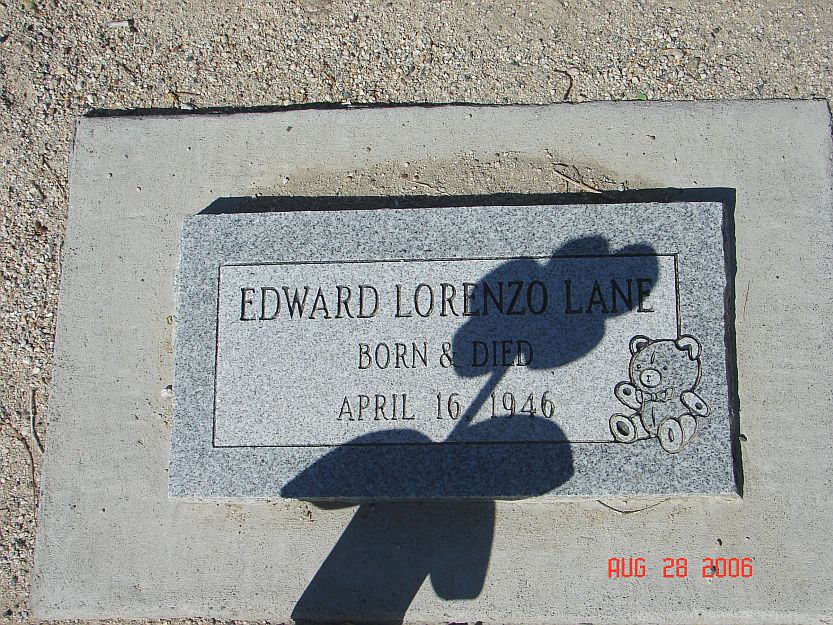 EDWARD LORENZO LANE
BORN & DIED
APRIL 16 1946
AUG 28 2006